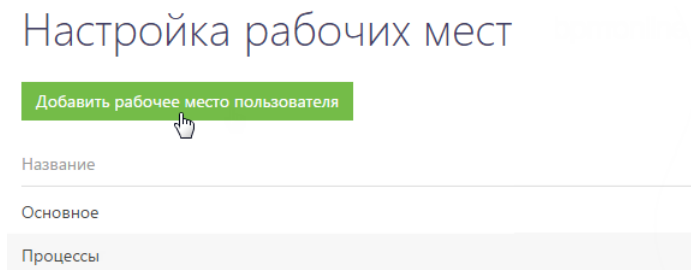 Настройка рабочих мест
Добавить рабочее место пользователя
Название
Основное
Процессы